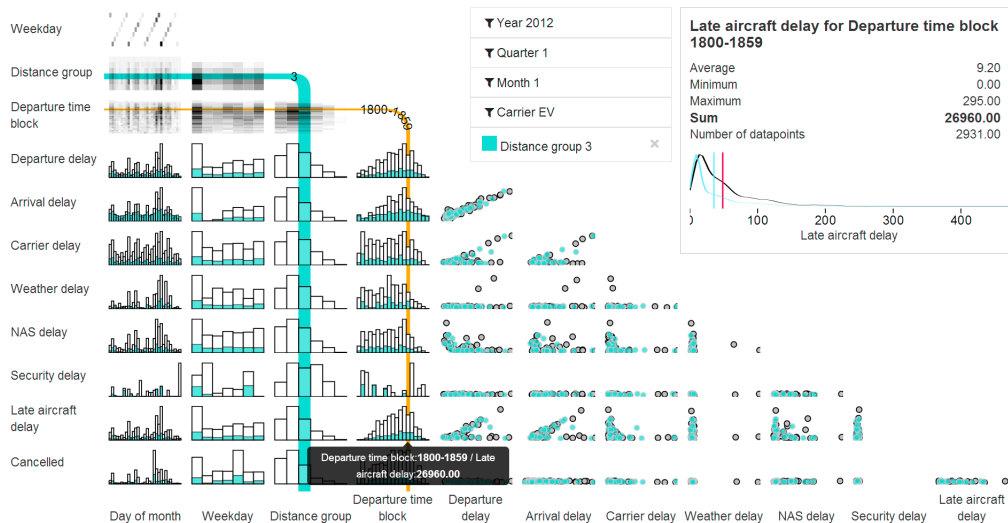 Weekday
Distance group
3
Departure time
block
1800-1859
Departure delay
Arrival delay
Carrier delay
Weather delay
NAS delay
Security delay
Late aircraft
delay
Cancelled
Day of month
Weekday
Distance group
Departure time
block
Departure
delay
Arrival delay
Carrier delay
Weather delay
NAS delay
Security delay
Late aircraft
delay
Departure time block:1800-1859 / Late
aircraft delay:26960.00
Year 2012
Quarter 1
Month 1
Carrier EV
Distance group 3 ×
Late aircraft delay for Departure time block
1800-1859
Average 9.20
Minimum 0.00
Maximum 295.00
Sum 26960.00
Number of datapoints 2931.00
0 100 200 300 400
Late aircraft delay